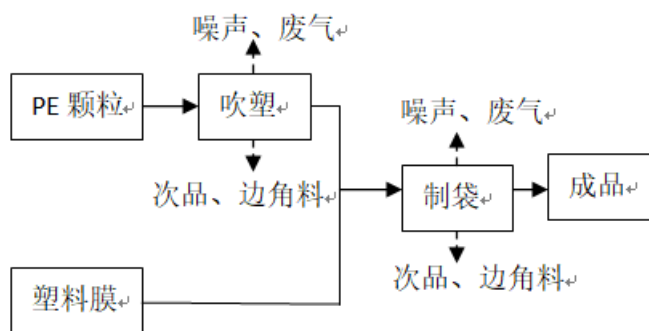 噪声、废气
PE 颗粒
吹塑
噪声、废气
次品、边角料
制袋
成品
塑料膜
次品、边角料